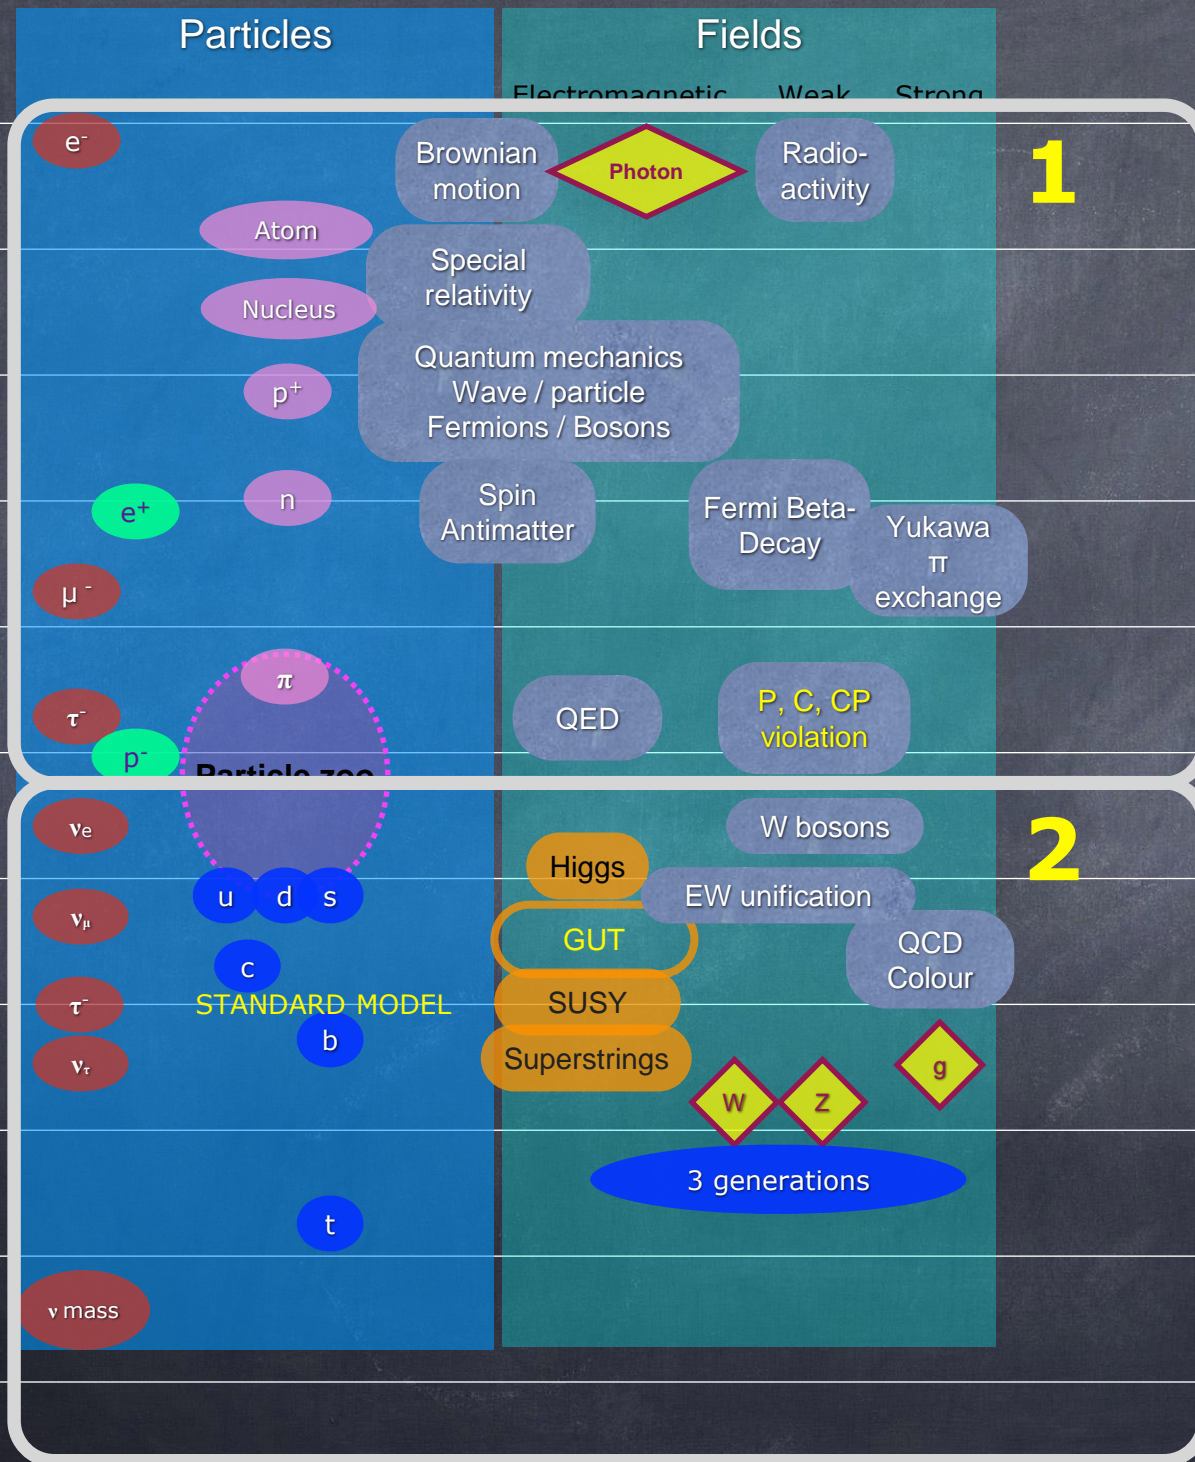 Particles
Fields
Electromagnetic
Weak
Strong
1
e-
Brownian
motion
Photon
Radio-
activity
Atom
Special
relativity
Nucleus
Quantum mechanics
Wave / particle
Fermions / Bosons
p+
n
e+
Spin
Antimatter
Fermi Beta-
Decay
Yukawa
π
exchange
μ -
π
τ-
QED
P, C, CP
violation
p-
Particle zoo
2
νe
W bosons
Higgs
u
d
s
EW unification
νμ
GUT
QCD
Colour
c
τ-
STANDARD MODEL
SUSY
b
ντ
Superstrings
g
W
Z
3 generations
t
ν mass